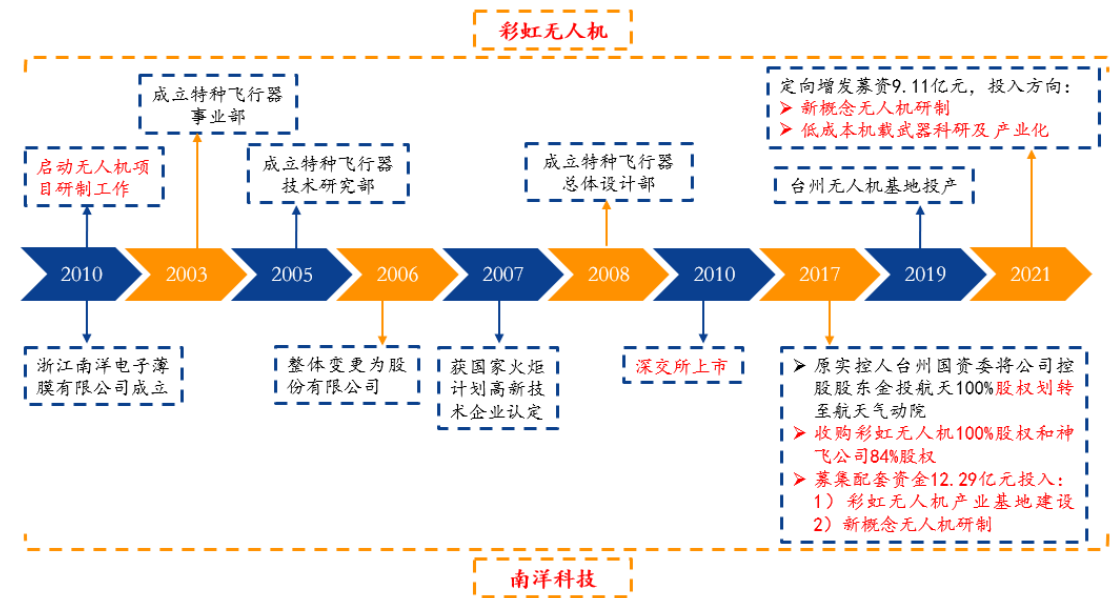 彩虹无人机
成立特种飞行器
事业部
定向增发募资9.11亿元，投入方向：
➢ 新概念无人机研制
➢ 低成本机载武器科研及产业化
启动无人机项
目研制工作
成立特种飞行器
技术研究部
成立特种飞行器
总体设计部
台州无人机基地投产
2010
2003
2005
2006
2007
2008
2010
2017
2019
2021
浙江南洋电子薄
膜有限公司成立
整体变更为股
份有限公司
获国家火炬
计划高新技
术企业认定
深交所上市
➢ 原实控人台州国资委将公司控
股股东金投航天100%股权划转
至航天气动院
➢ 收购彩虹无人机100%股权和神
飞公司84%股权
➢ 募集配套资金12.29亿元投入：
1）彩虹无人机产业基地建设
2）新概念无人机研制
南洋科技